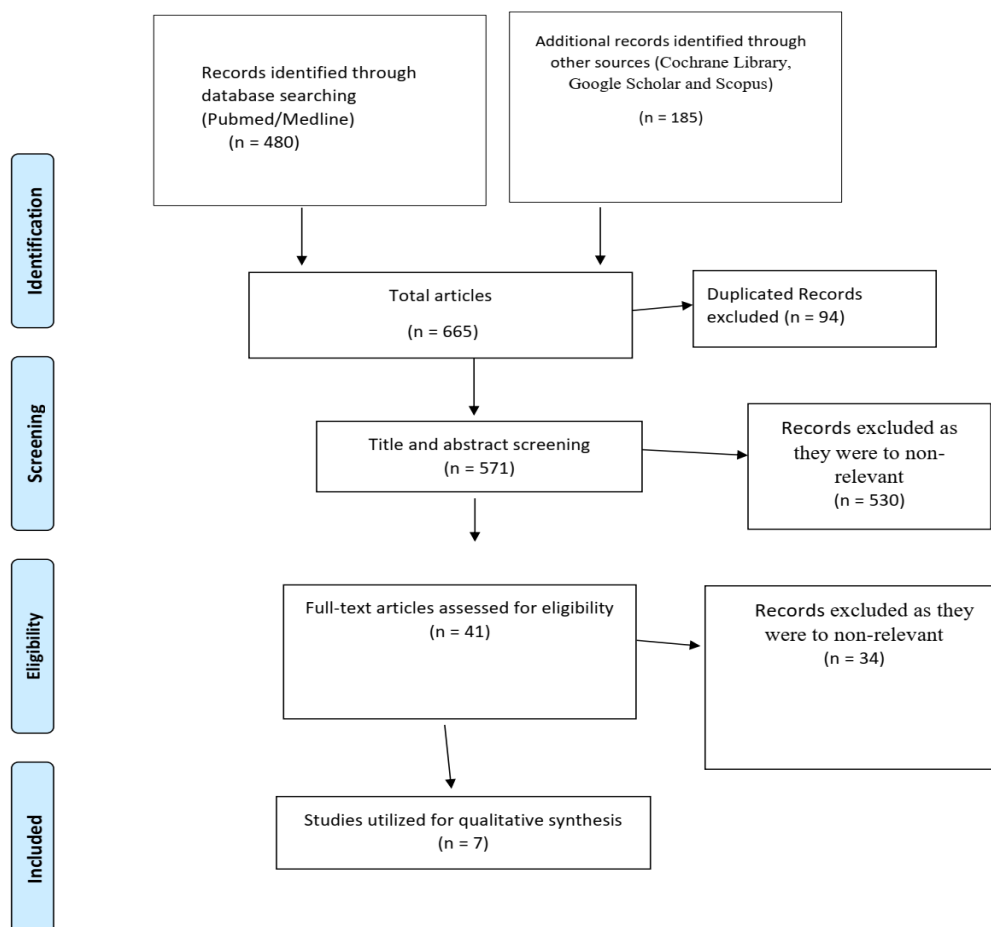 Records identified through
database searching
(Pubmed/Medline)
(n = 480)
Additional records identified through
other sources (Cochrane Library,
Google Scholar and Scopus)
(n = 185)
Identification
Total articles
(n = 665)
Duplicated Records
excluded (n = 94)
Screening
Title and abstract screening
(n = 571)
Records excluded as
they were to non-
relevant
(n = 530)
Eligibility
Full-text articles assessed for eligibility
(n = 41)
Records excluded as they
were to non-relevant
(n = 34)
Included
Studies utilized for qualitative synthesis
(n = 7)